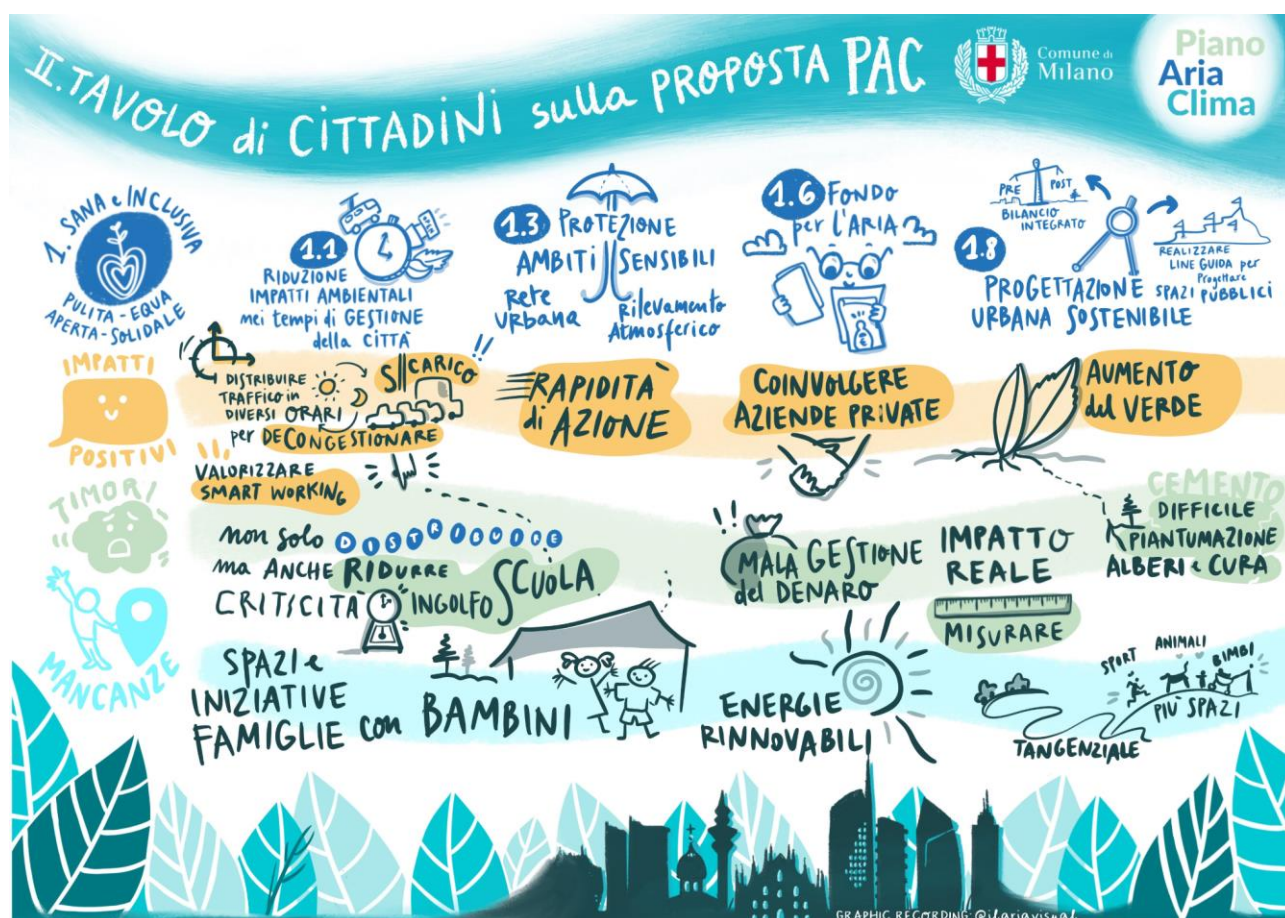 II. TAVOLO di CITTADINI sulla PROPOSTA PAC
Comune di
Milano
Piano
Aria
Clima
1. SANA e INCLUSIVA
PULITA - EQUA
APERTA - SOLIDALE
1.1
RIDUZIONE
IMPATTI AMBIENTALI
nei tempi di GESTIONE
della CITTÀ
1.3 PROTEZIONE
AMBITI SENSIBILI
Rete
Urbana
Rilevamento
Atmosferico
1.6 FONDO
per l'ARIA
PRE POST
BILANCIO
INTEGRATO
1.8
REALIZZARE
LINE GUIDA per
Progettare
SPAZI PUBBLICI
PROGETTAZIONE
URBANA SOSTENIBILE
IMPATTI
POSITIVI
DISTRIBUIRE
TRAFFICO in
DIVERSI ORARI
per DECONGESTIONARE
S||CARICO
!!
VALORIZZARE
SMART WORKING
RAPIDITÀ
di AZIONE
COINVOLGERE
AZIENDE PRIVATE
AUMENTO
del VERDE
TIMORI
non solo DISTRIBUIRE
ma ANCHE RIDURRE
CRITICITÀ INGOLFO SCUOLA
!!
MALA GESTIONE
del DENARO
IMPATTO
REALE
MISURARE
CEMENTO
DIFFICILE
PIANTUMAZIONE
ALBERI e CURA
MANCANZE
SPAZI e
INIZIATIVE
FAMIGLIE con BAMBINI
ENERGIE
RINNOVABILI
SPORT ANIMALI BIMBI
PIÙ SPAZI
TANGENZIALE
GRAPHIC RECORDING: @ilariavisual